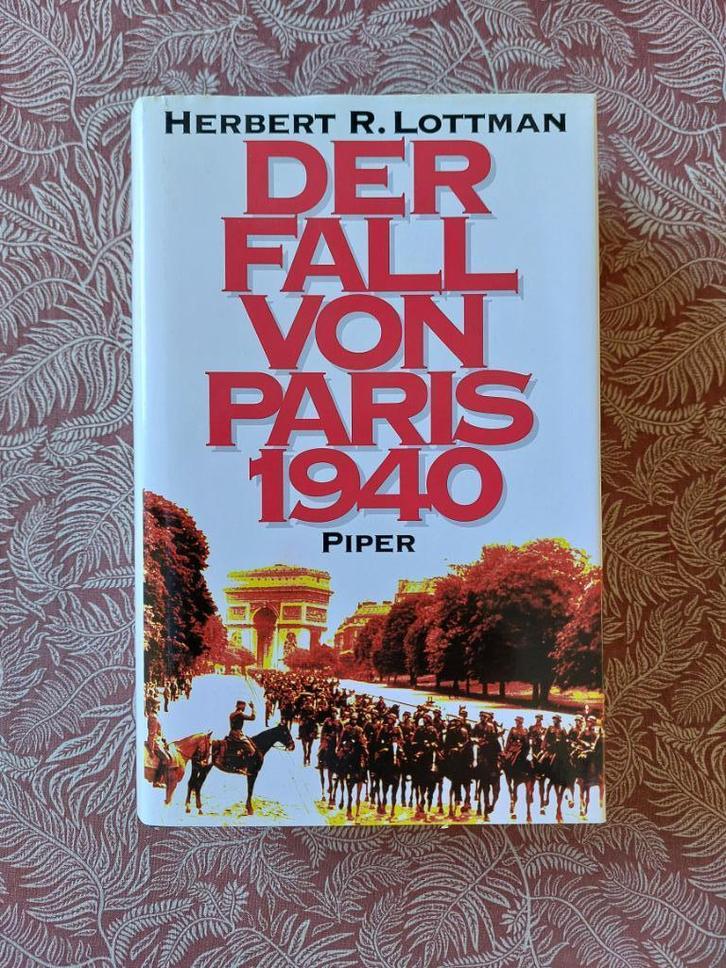 HERBERT R. LOTTMAN
DER
FALL
VON
PARIS
1940
PIPER